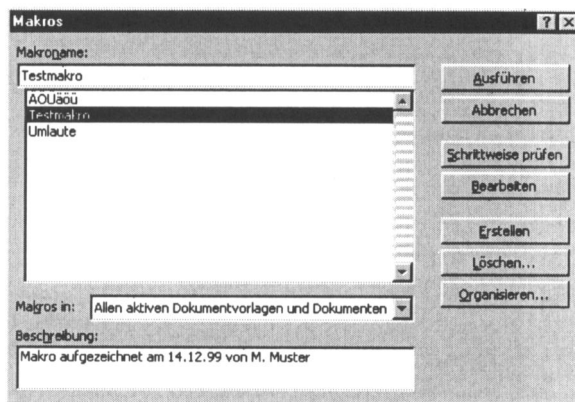 Makros
Makroname:
Testmakro
ÄÖÜäöü
Testmakro
Umlaute
Ausführen
Abbrechen
Schrittweise prüfen
Bearbeiten
Erstellen
Löschen...
Organisieren...
Makros in: Allen aktiven Dokumentvorlagen und Dokumenten
Beschreibung:
Makro aufgezeichnet am 14.12.99 von M. Muster